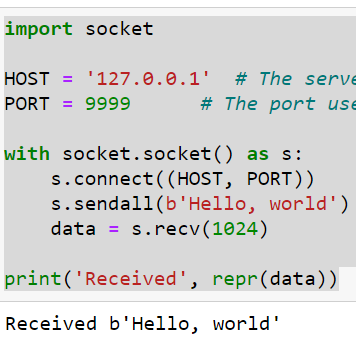 import socket
HOST = '127.0.0.1' # The serve
PORT = 9999 # The port use
with socket.socket() as s:
s.connect((HOST, PORT))
s.sendall(b'Hello, world')
data = s.recv(1024)
print('Received', repr(data))
Received b'Hello, world'